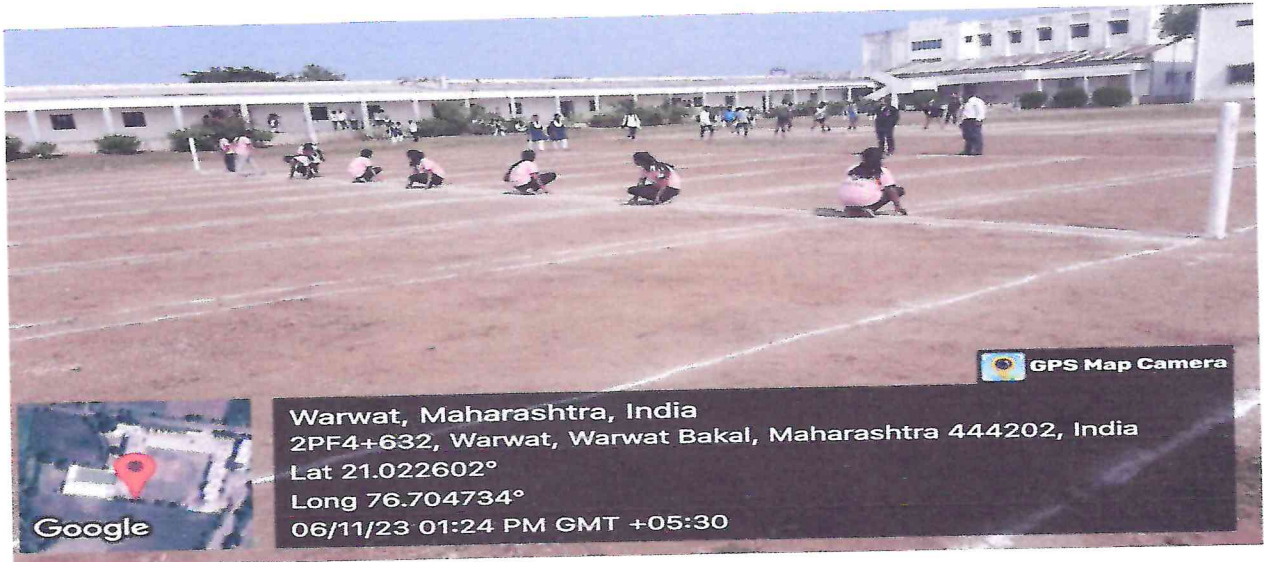 GPS Map Camera
Warwat, Maharashtra, India
2PF4+632, Warwat, Warwat Bakal, Maharashtra 444202, India
Lat 21.022602°
Long 76.704734°
06/11/23 01:24 PM GMT +05:30
Google